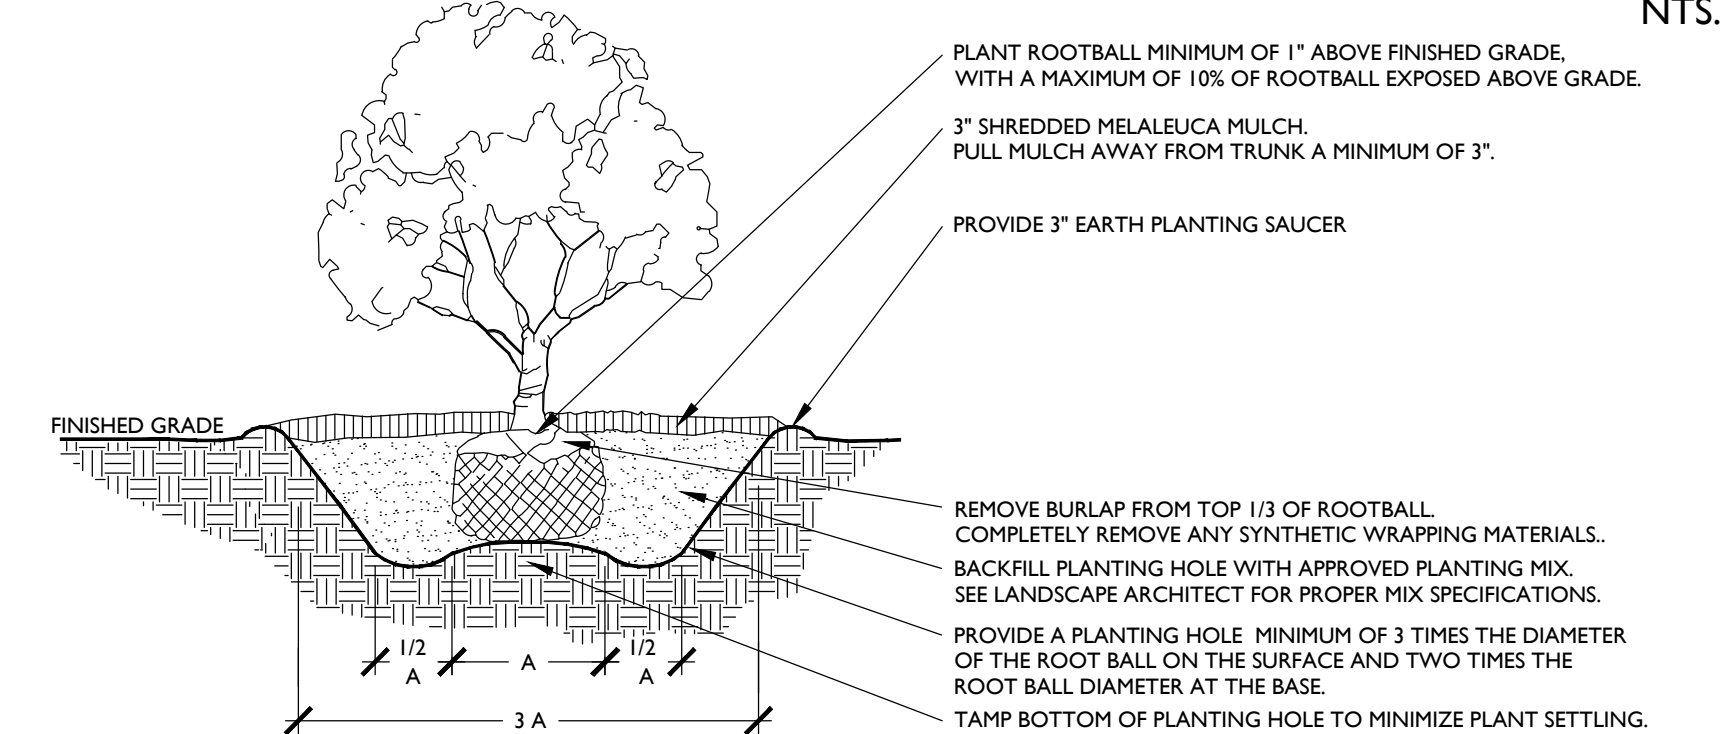 NTS.
PLANT ROOTBALL MINIMUM OF 1" ABOVE FINISHED GRADE,
WITH A MAXIMUM OF 10% OF ROOTBALL EXPOSED ABOVE GRADE.
3" SHREDDED MELALEUCA MULCH.
PULL MULCH AWAY FROM TRUNK A MINIMUM OF 3".
PROVIDE 3" EARTH PLANTING SAUCER
FINISHED GRADE
REMOVE BURLAP FROM TOP 1/3 OF ROOTBALL.
COMPLETELY REMOVE ANY SYNTHETIC WRAPPING MATERIALS..
BACKFILL PLANTING HOLE WITH APPROVED PLANTING MIX.
SEE LANDSCAPE ARCHITECT FOR PROPER MIX SPECIFICATIONS.
PROVIDE A PLANTING HOLE  MINIMUM OF 3 TIMES THE DIAMETER
OF THE ROOT BALL ON THE SURFACE AND TWO TIMES THE
ROOT BALL DIAMETER AT THE BASE.
TAMP BOTTOM OF PLANTING HOLE TO MINIMIZE PLANT SETTLING.
1/2
A
A
1/2
A
3 A